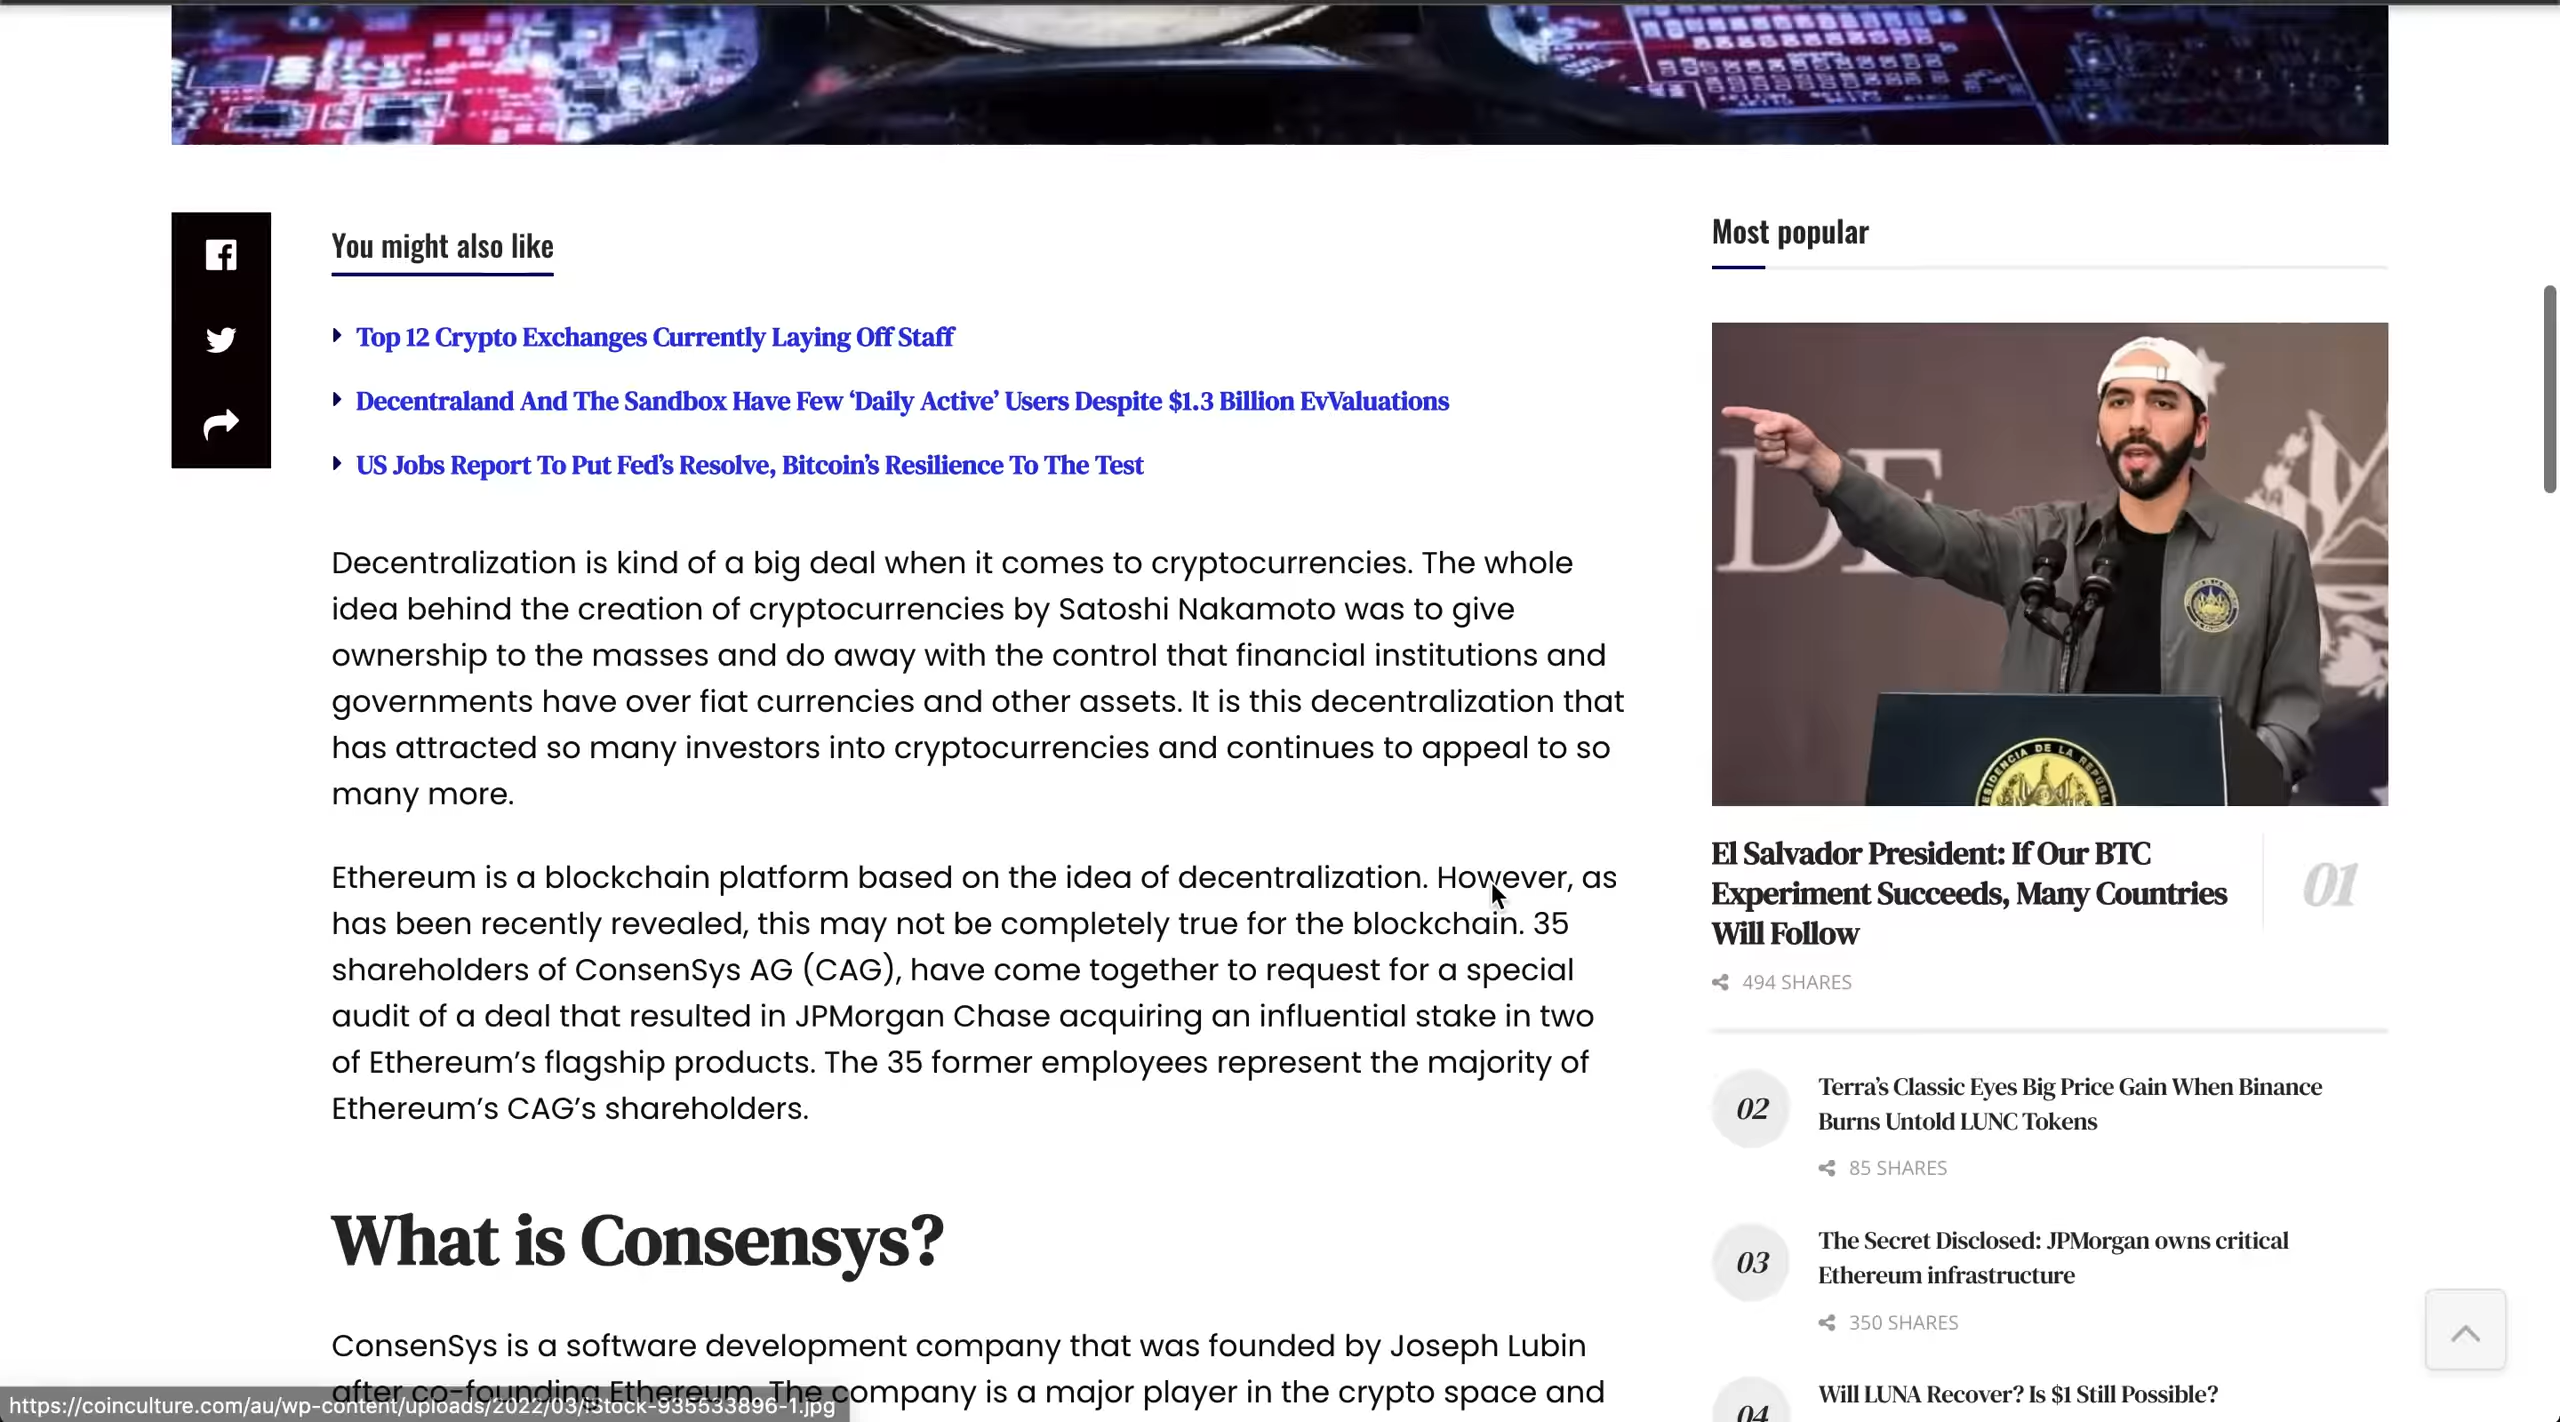 You might also like
Top 12 Crypto Exchanges Currently Laying Off Staff
Decentraland And The Sandbox Have Few ‘Daily Active’ Users Despite $1.3 Billion EvValuations
US Jobs Report To Put Fed’s Resolve, Bitcoin’s Resilience To The Test
Decentralization is kind of a big deal when it comes to cryptocurrencies. The whole
idea behind the creation of cryptocurrencies by Satoshi Nakamoto was to give
ownership to the masses and do away with the control that financial institutions and
governments have over fiat currencies and other assets. It is this decentralization that
has attracted so many investors into cryptocurrencies and continues to appeal to so
many more.
Ethereum is a blockchain platform based on the idea of decentralization. However, as
has been recently revealed, this may not be completely true for the blockchain. 35
shareholders of ConsenSys AG (CAG), have come together to request for a special
audit of a deal that resulted in JPMorgan Chase acquiring an influential stake in two
of Ethereum’s flagship products. The 35 former employees represent the majority of
Ethereum’s CAG’s shareholders.
What is Consensys?
ConsenSys is a software development company that was founded by Joseph Lubin
after co-founding Ethereum. The company is a major player in the crypto space and
https://coinculture.com/au/wp-content/uploads/2022/03/iStock-935633896-1.jpg
Most popular
DE
DENCIA DE LA REPÚBL
El Salvador President: If Our BTC
Experiment Succeeds, Many Countries
Will Follow
01
494 SHARES
02
Terra’s Classic Eyes Big Price Gain When Binance
Burns Untold LUNC Tokens
85 SHARES
03
The Secret Disclosed: JPMorgan owns critical
Ethereum infrastructure
350 SHARES
04
Will LUNA Recover? Is $1 Still Possible?